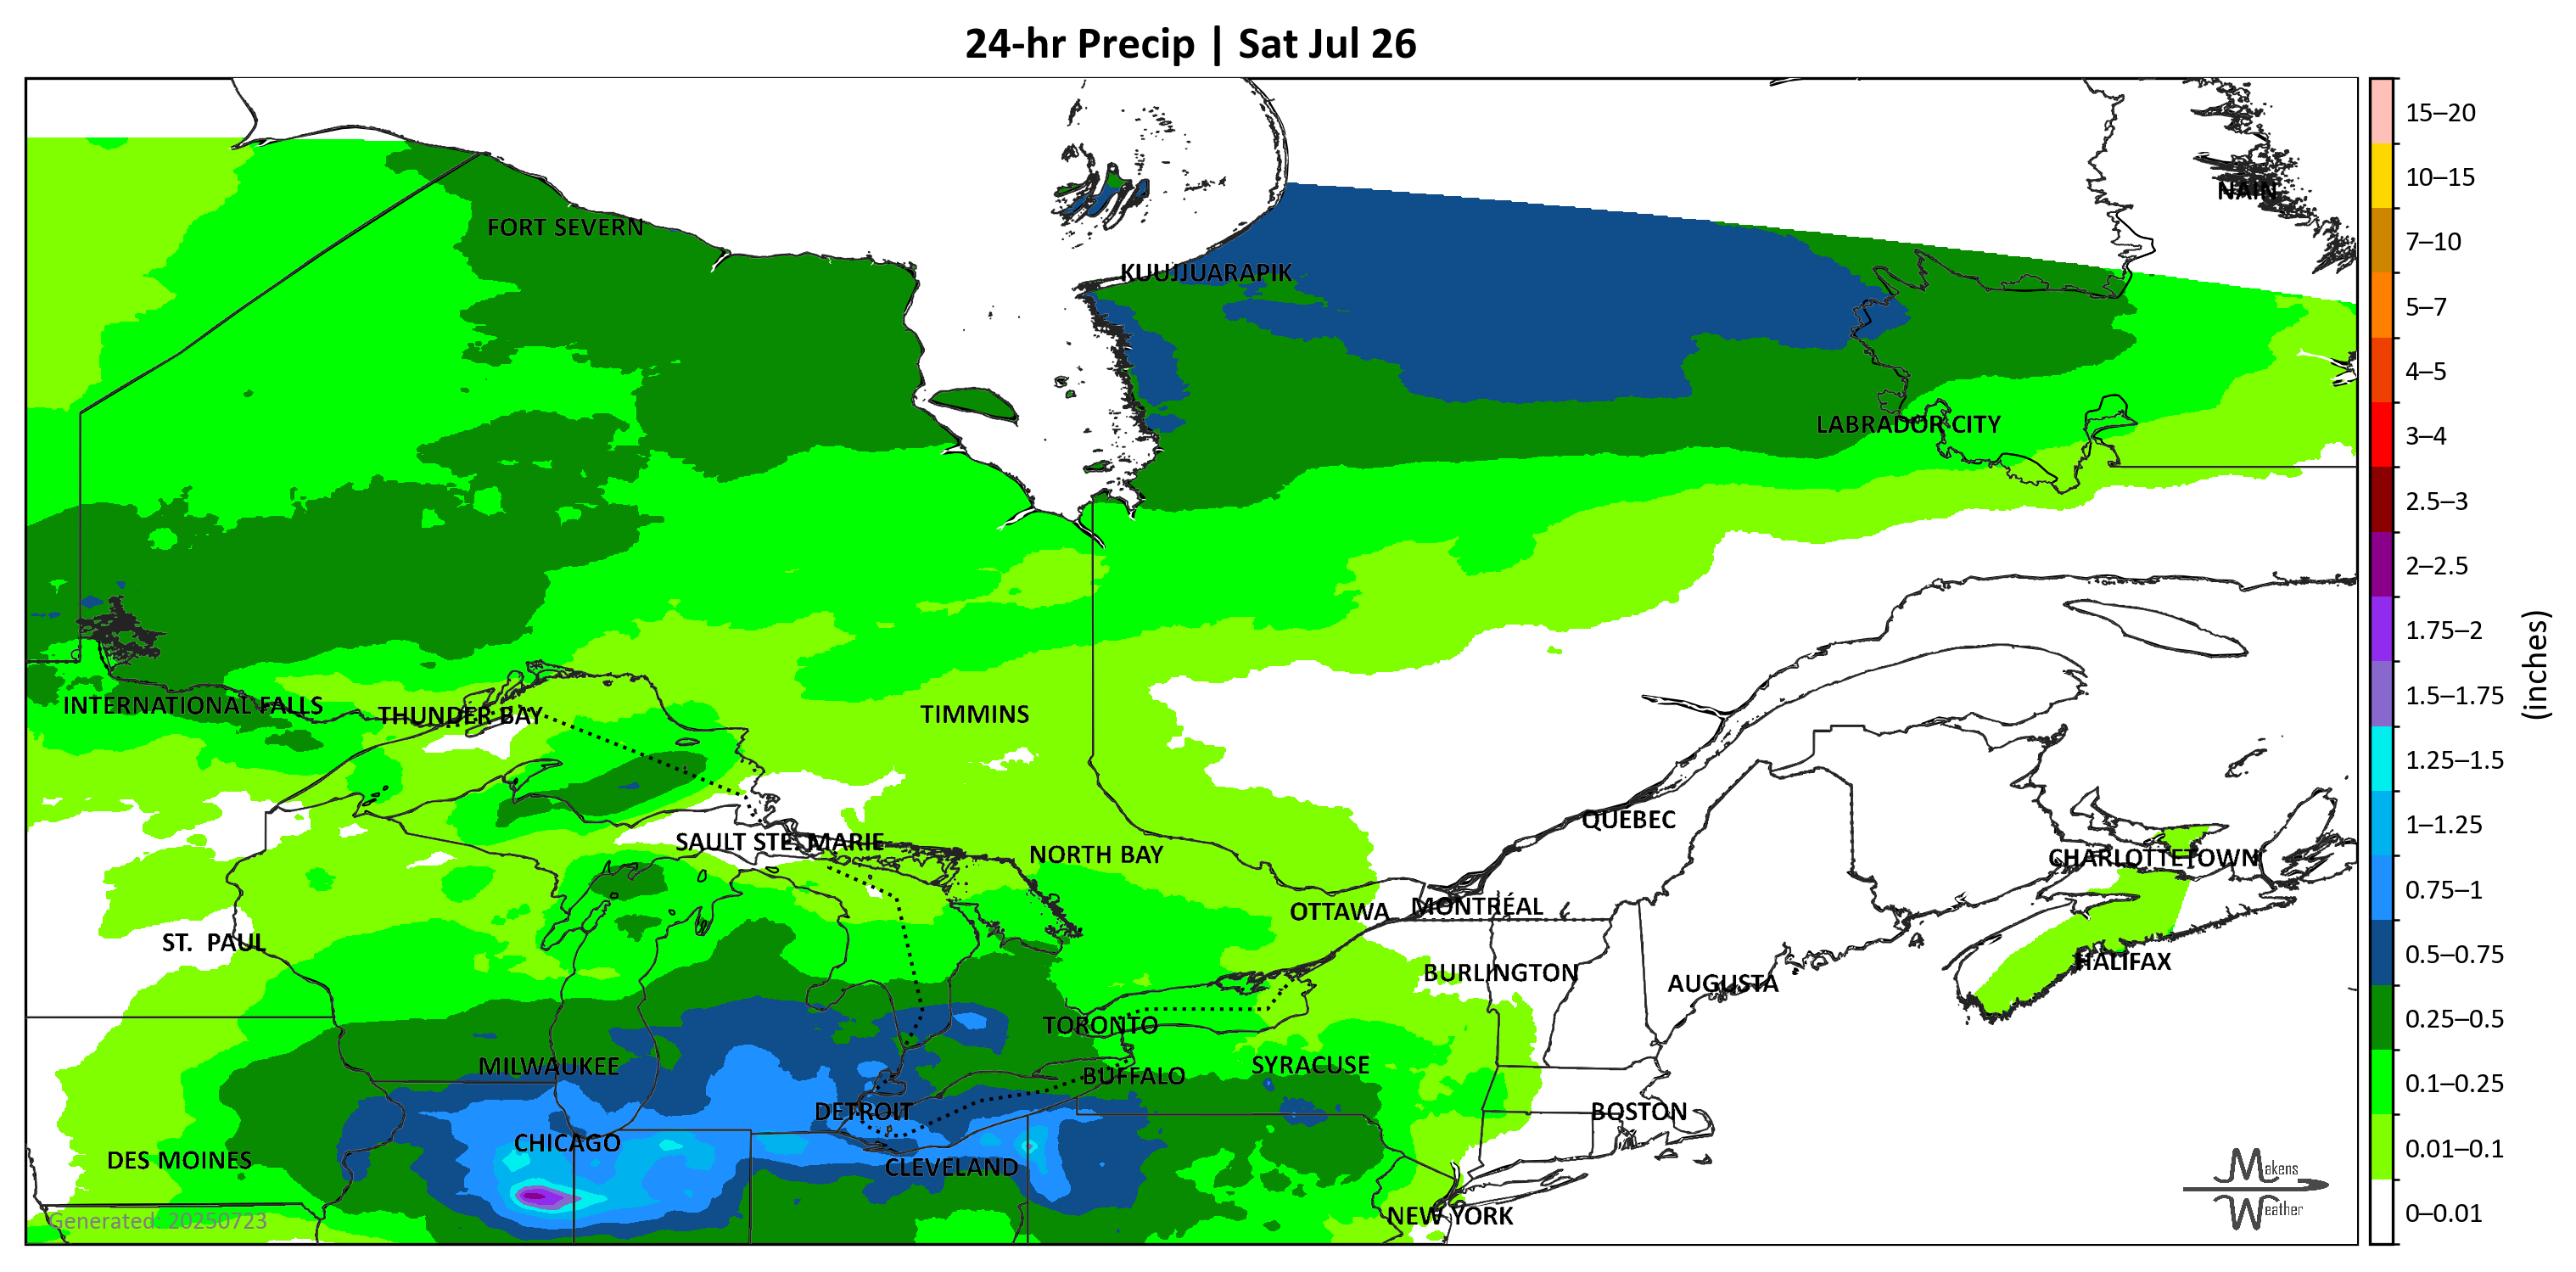 24-hr Precip | Sat Jul 26
15–20
NAIN
10–15
FORT SEVERN
7–10
KUUJJUARAPIK
5–7
4–5
LABRADOR CITY
3–4
2.5–3
2–2.5
1.75–2
(inches)
1.5–1.75
INTERNATIONAL FALLS
THUNDER BAY
TIMMINS
1.25–1.5
QUÉBEC
1–1.25
SAULT STE. MARIE
NORTH BAY
CHARLOTTETOWN
0.75–1
OTTAWA
MONTRÉAL
ST. PAUL
0.5–0.75
HALIFAX
BURLINGTON
AUGUSTA
0.25–0.5
TORONTO
MILWAUKEE
SYRACUSE
BUFFALO
0.1–0.25
DETROIT
BOSTON
CHICAGO
0.01–0.1
DES MOINES
CLEVELAND
Makens
Weather
Generated: 20250723
NEW YORK
0–0.01